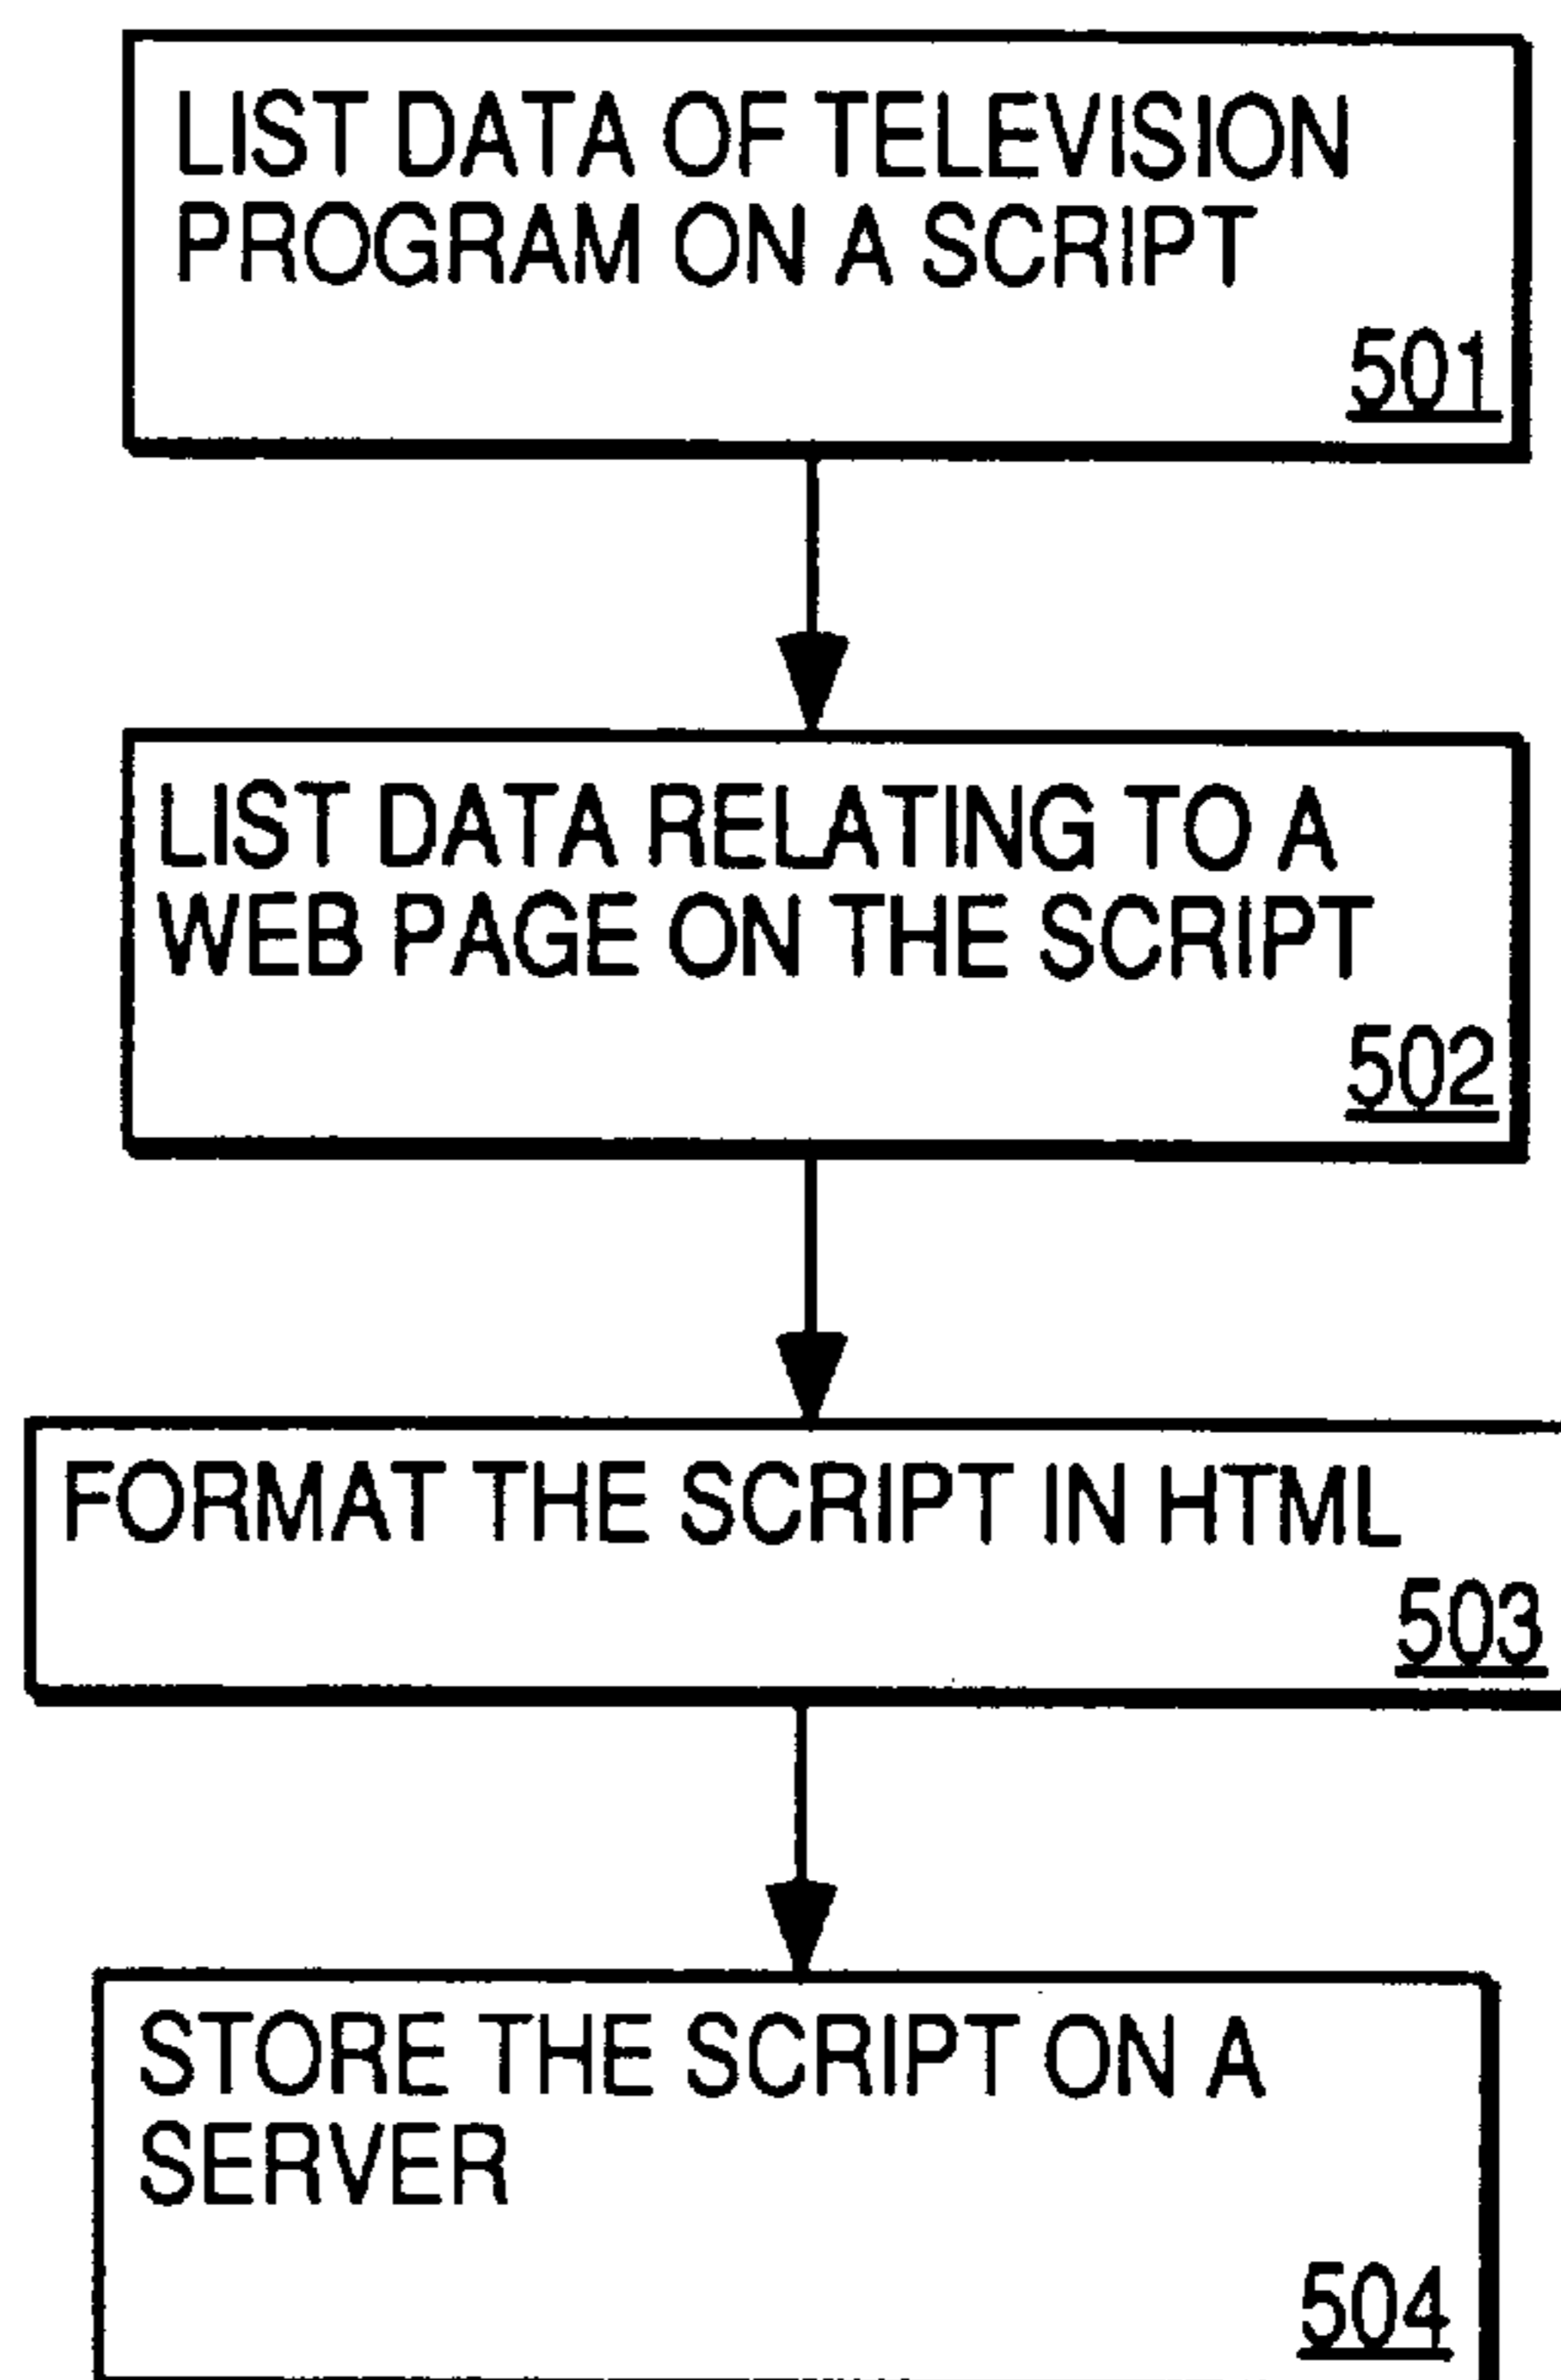 LIST DATA OF TELEVISION
PROGRAM ON A SCRIPT
501
LIST DATA RELATING TO A
WEB PAGE ON THE SCRIPT
502
FORMAT THE SCRIPT IN HTML
503
STORE THE SCRIPT ON A
SERVER
504